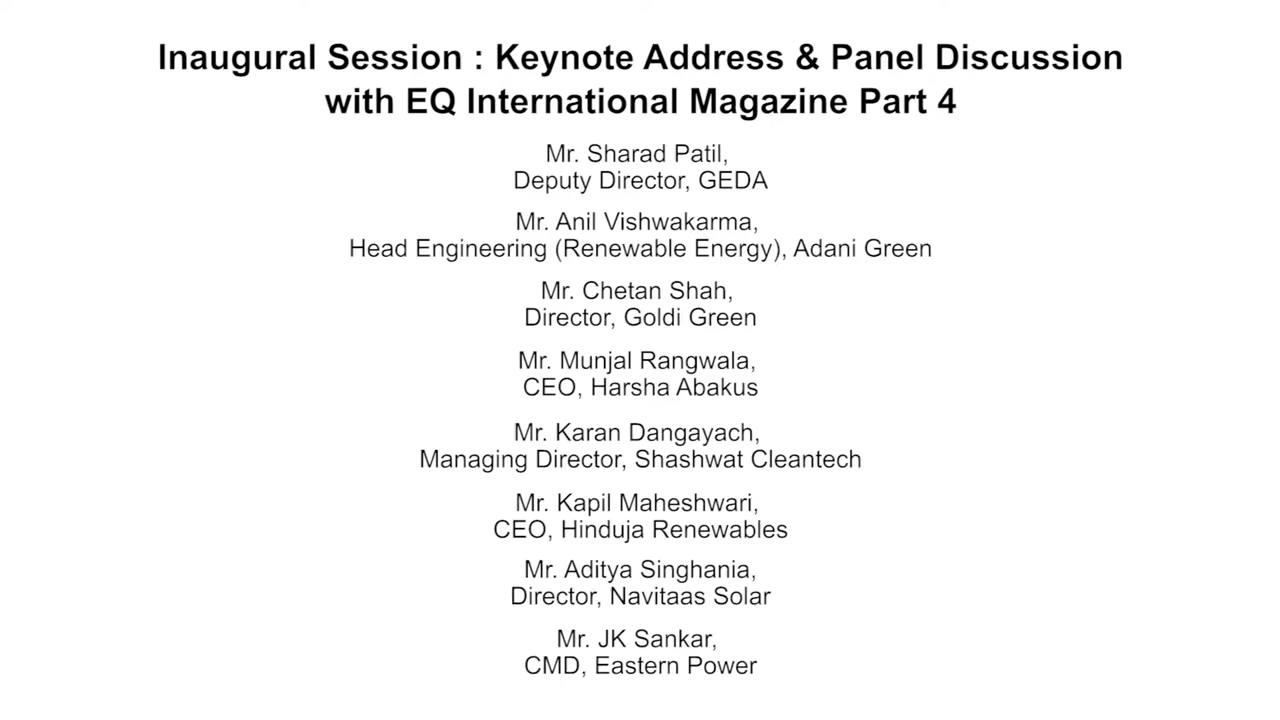 Inaugural Session : Keynote Address & Panel Discussion
with EQ International Magazine Part 4
Mr. Sharad Patil,
Deputy Director, GEDA
Mr. Anil Vishwakarma,
Head Engineering (Renewable Energy), Adani Green
Mr. Chetan Shah,
Director, Goldi Green
Mr. Munjal Rangwala,
CEO, Harsha Abakus
Mr. Karan Dangayach,
Managing Director, Shashwat Cleantech
Mr. Kapil Maheshwari,
CEO, Hinduja Renewables
Mr. Aditya Singhania,
Director, Navitaas Solar
Mr. JK Sankar,
CMD, Eastern Power